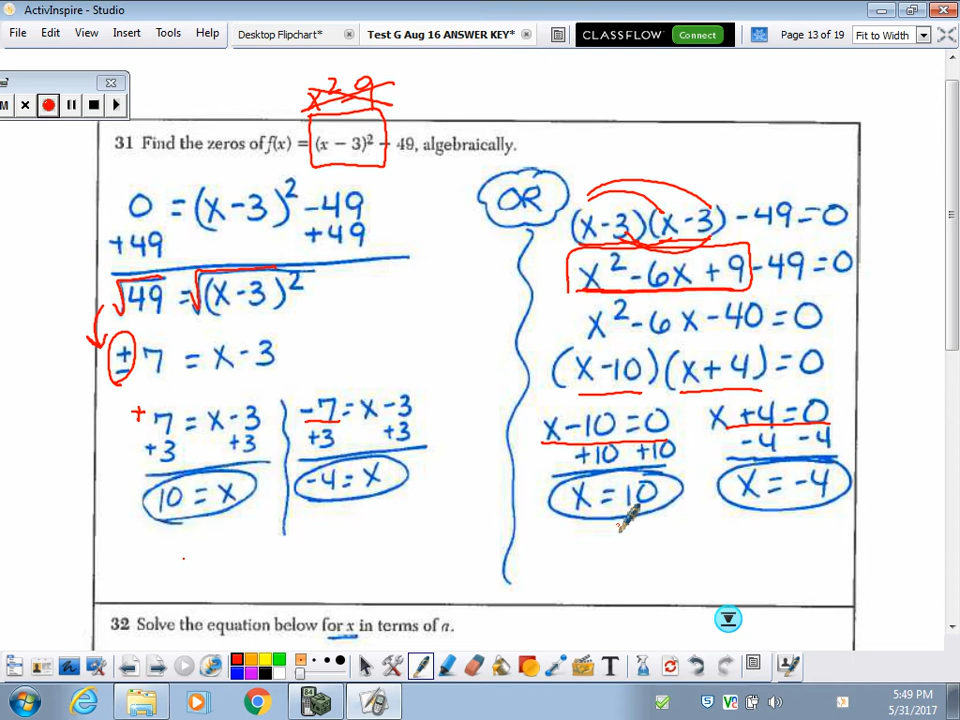 ActivInspire - Studio
File Edit View Insert Tools Help Desktop Flipchart* Test G Aug 16 ANSWER KEY* CLASSFLOW Connect Page 13 of 19 Fit to Width
M
x² 9
31 Find the zeros of f(x) = (x − 3)² − 49, algebraically.
0 = (x-3)² -49
+49 +49
√49 = √(x-3)²
± 7 = x-3
+7 = x-3
+3 +3
10 = x
-7 = x-3
+3 +3
-4 = x
OR
(x-3)(x-3) -49=0
x² -6x +9 -49=0
x² -6x -40=0
(x-10)(x+4)=0
x-10=0
+10 +10
x=10
x+4=0
-4 -4
x=-4
32 Solve the equation below for x in terms of a.
T
5:49 PM
5/31/2017